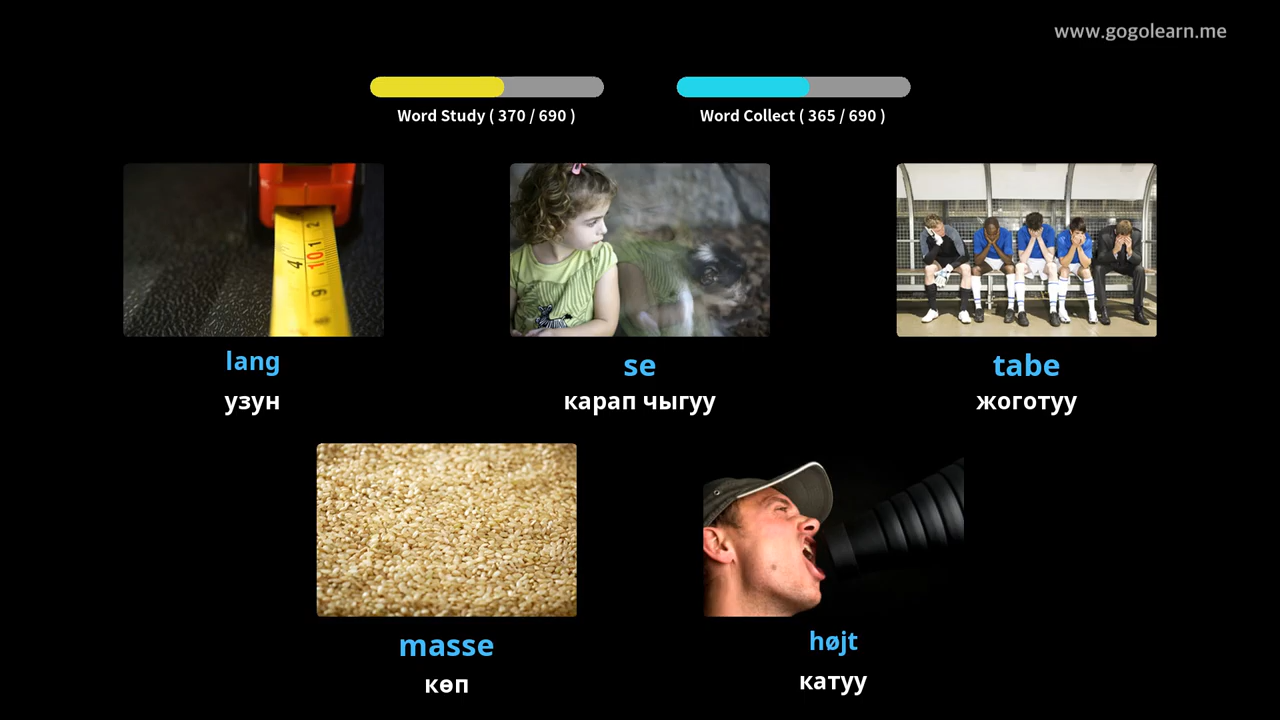 www.gogolearn.me
Word Study ( 370 / 690 )
Word Collect ( 365 / 690 )
lang
se
tabe
узун
карап чыгуу
жоготуу
masse
højt
көп
катуу